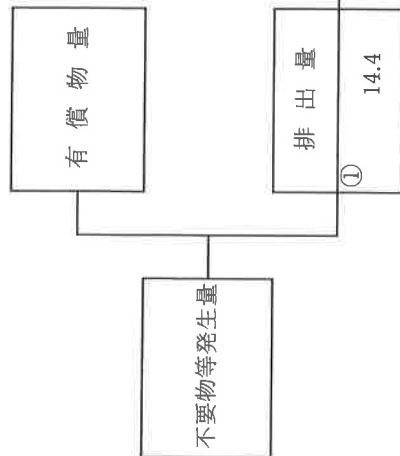 不要物等発生量
有償物量
排出量
①
14.4